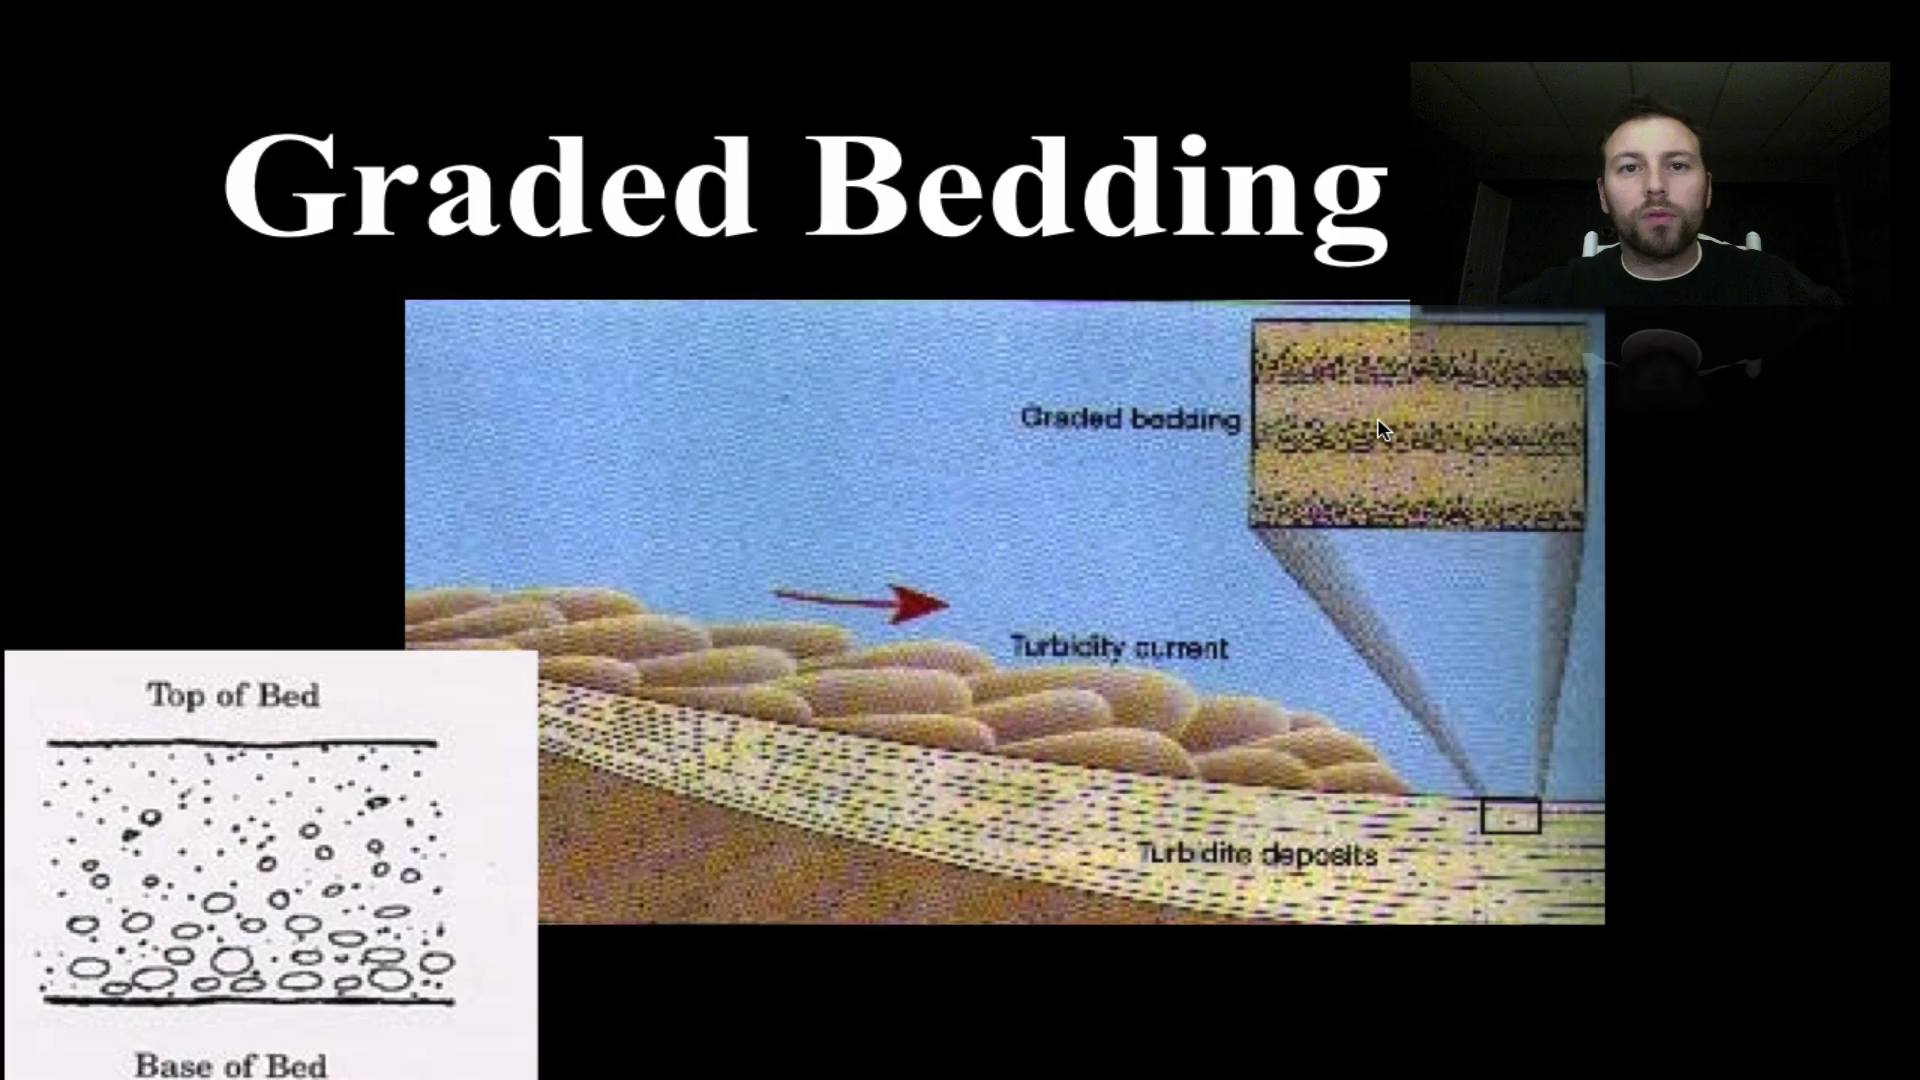 Graded Bedding
Graded bedding
Turbidity current
Turbidite deposits
Top of Bed
Base of Bed